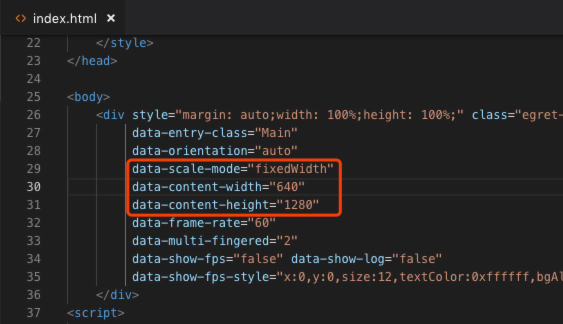 <> index.html ×
22 </style>
23 </head>
24
25 <body>
26 <div style="margin: auto;width: 100%;height: 100%;" class="egret-
27 data-entry-class="Main"
28 data-orientation="auto"
29 data-scale-mode="fixedWidth"
30 data-content-width="640"
31 data-content-height="1280"
32 data-frame-rate="60"
33 data-multi-fingered="2"
34 data-show-fps="false" data-show-log="false"
35 data-show-fps-style="x:0,y:0,size:12,textColor:0xffffff,bgAl
36 </div>
37 <script>